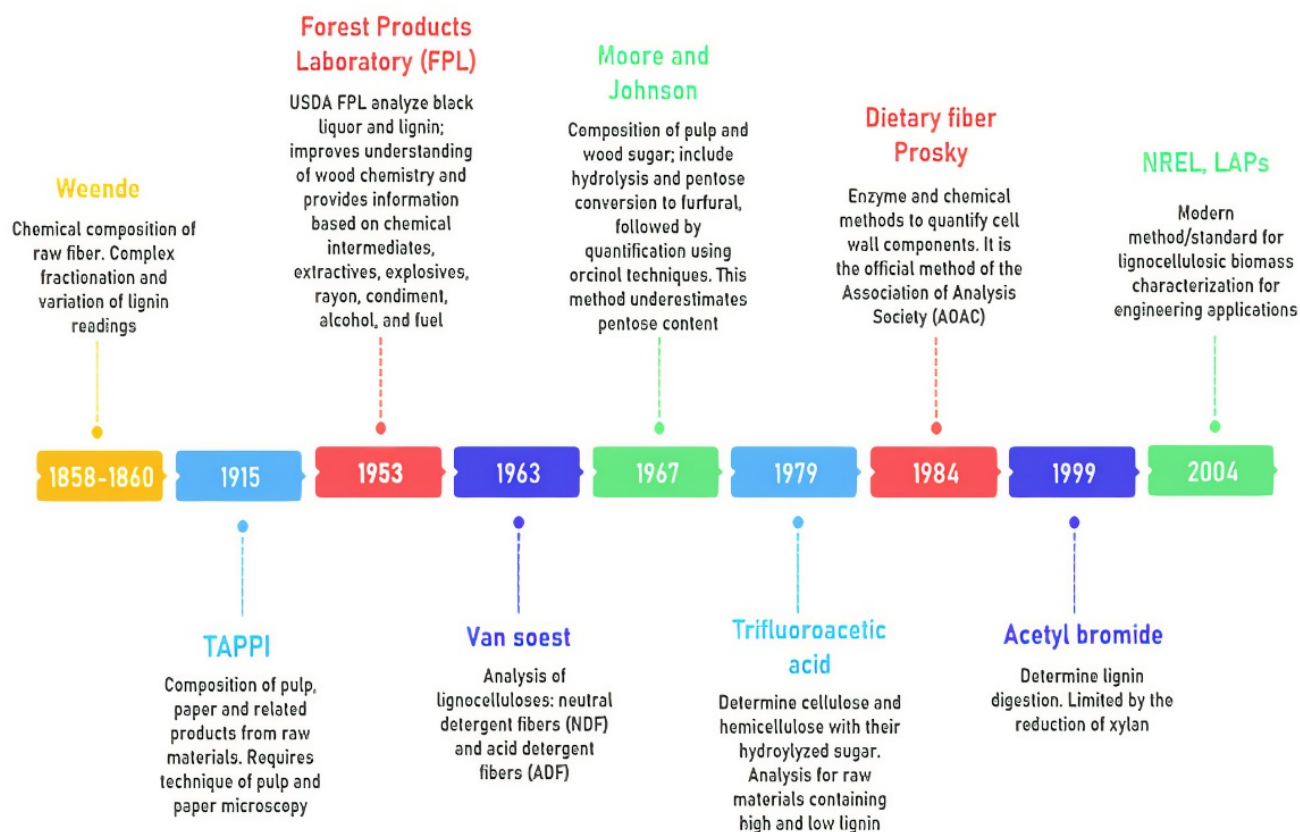 Weende
Chemical composition of
raw fiber. Complex
fractionation and
variation of lignin
readings
Forest Products
Laboratory (FPL)
USDA FPL analyze black
liquor and lignin;
improves understanding
of wood chemistry and
provides information
based on chemical
intermediates,
extractives, explosives,
rayon, condiment,
alcohol, and fuel
Moore and
Johnson
Composition of pulp and
wood sugar; include
hydrolysis and pentose
conversion to furfural,
followed by
quantification using
orcinol techniques. This
method underestimates
pentose content
Dietary fiber
Prosky
Enzyme and chemical
methods to quantify cell
wall components. It is
the official method of the
Association of Analysis
Society (AOAC)
NREL, LAPs
Modern
method/standard for
lignocellulosic biomass
characterization for
engineering applications
1858-1860
1915
1953
1963
1967
1979
1984
1999
2004
TAPPI
Composition of pulp,
paper and related
products from raw
materials. Requires
technique of pulp and
paper microscopy
Van soest
Analysis of
lignocelluloses: neutral
detergent fibers (NDF)
and acid detergent
fibers (ADF)
Trifluoroacetic
acid
Determine cellulose and
hemicellulose with their
hydroylyzed sugar.
Analysis for raw
materials containing
high and low lignin
Acetyl bromide
Determine lignin
digestion. Limited by the
reduction of xylan